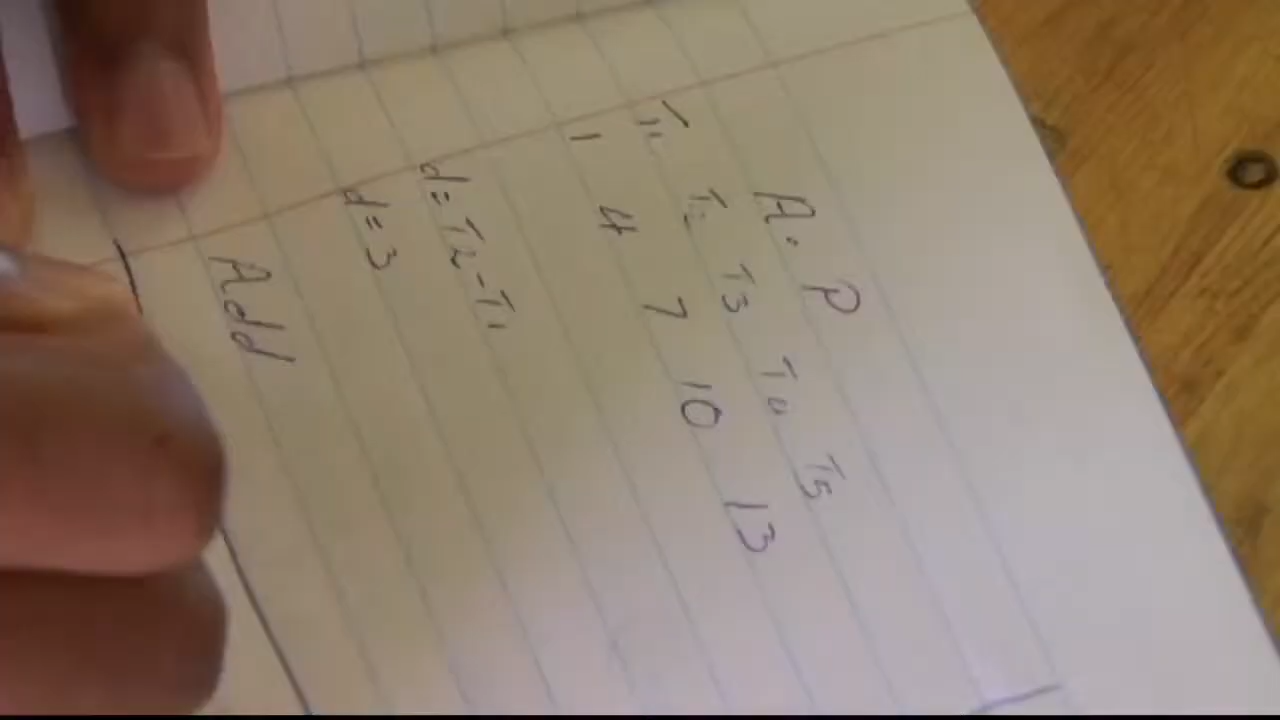 A. P
T1 T2 T3 T4 T5
1 4 7 10 13
d = T2 - T1
d = 3
Add